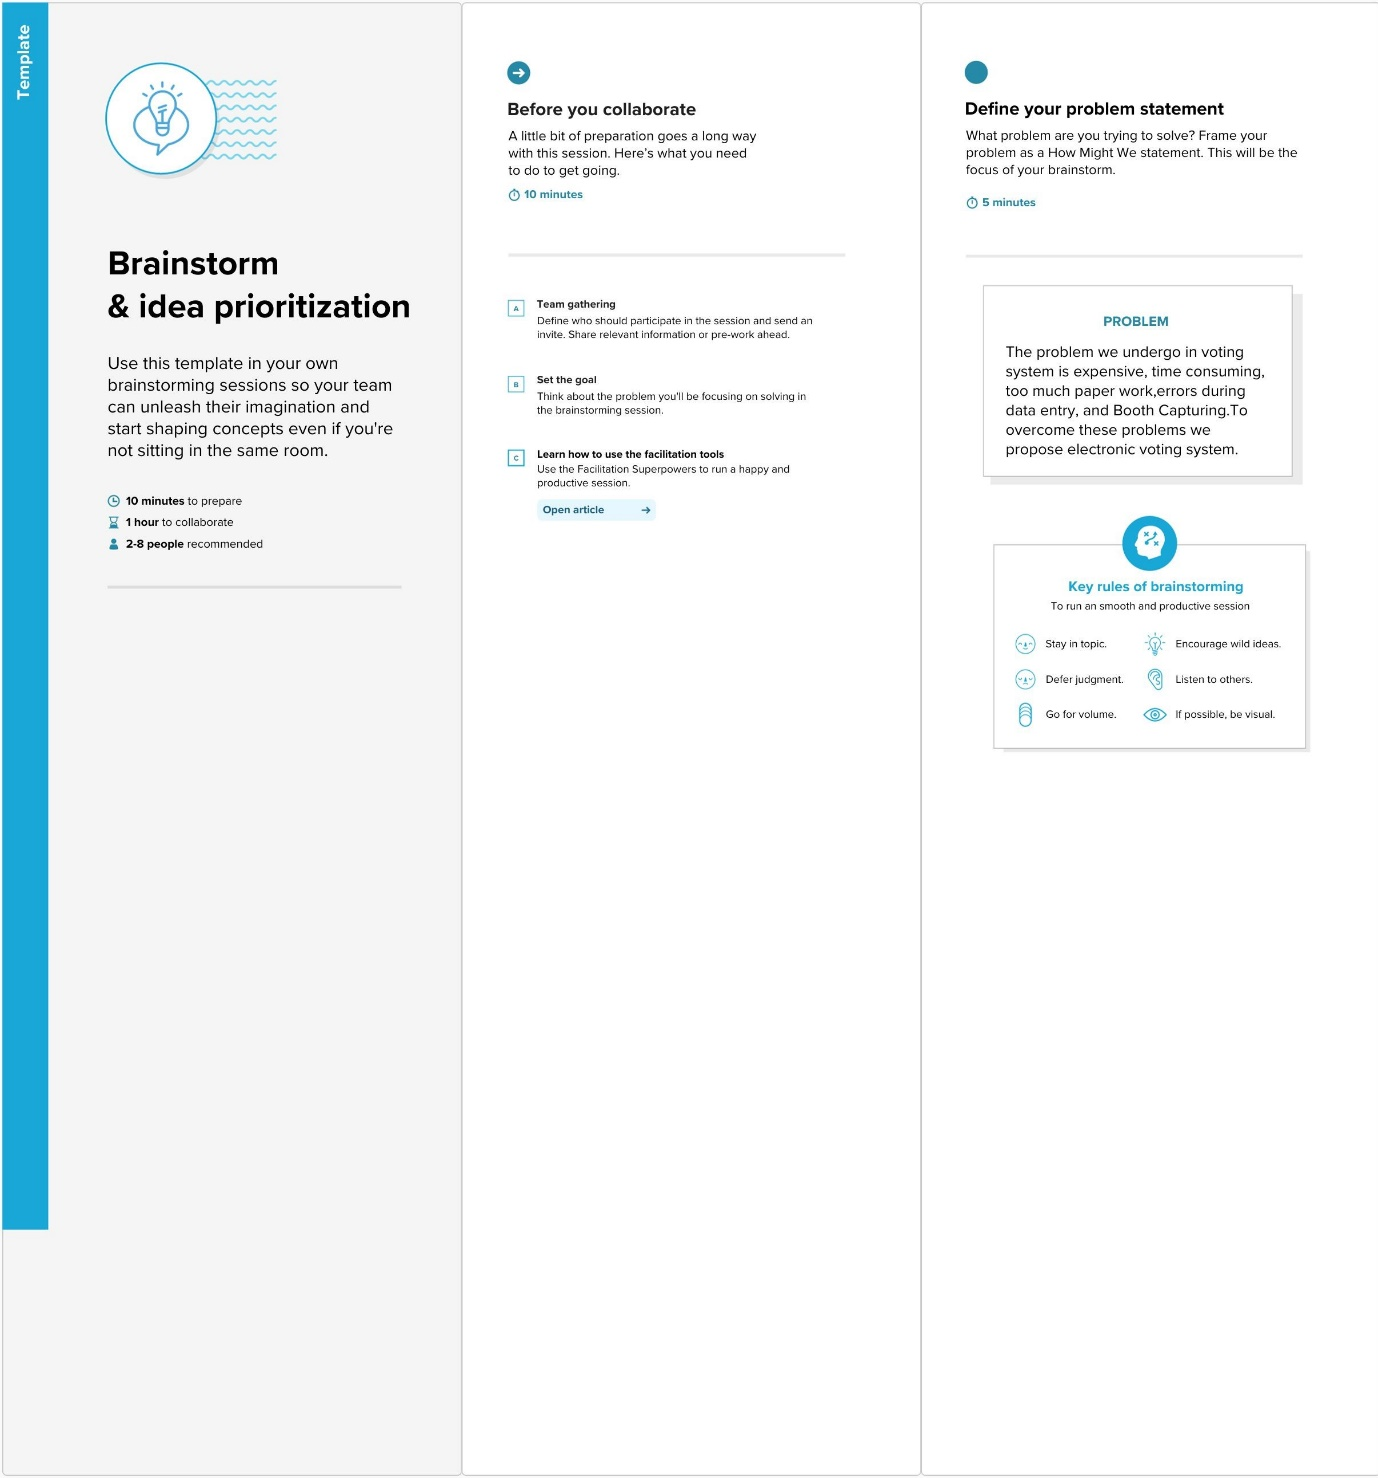 Template
Brainstorm
& idea prioritization
Use this template in your own
brainstorming sessions so your team
can unleash their imagination and
start shaping concepts even if you're
not sitting in the same room.
10 minutes to prepare
1 hour to collaborate
2-8 people recommended
Before you collaborate
A little bit of preparation goes a long way
with this session. Here's what you need
to do to get going.
10 minutes
A
Team gathering
Define who should participate in the session and send an
invite. Share relevant information or pre-work ahead.
B
Set the goal
Think about the problem you'll be focusing on solving in
the brainstorming session.
C
Learn how to use the facilitation tools
Use the Facilitation Superpowers to run a happy and
productive session.
Open article
Define your problem statement
What problem are you trying to solve? Frame your
problem as a How Might We statement. This will be the
focus of your brainstorm.
5 minutes
PROBLEM
The problem we undergo in voting
system is expensive, time consuming,
too much paper work,errors during
data entry, and Booth Capturing.To
overcome these problems we
propose electronic voting system.
Key rules of brainstorming
To run an smooth and productive session
Stay in topic.
Encourage wild ideas.
Defer judgment.
Listen to others.
Go for volume.
If possible, be visual.